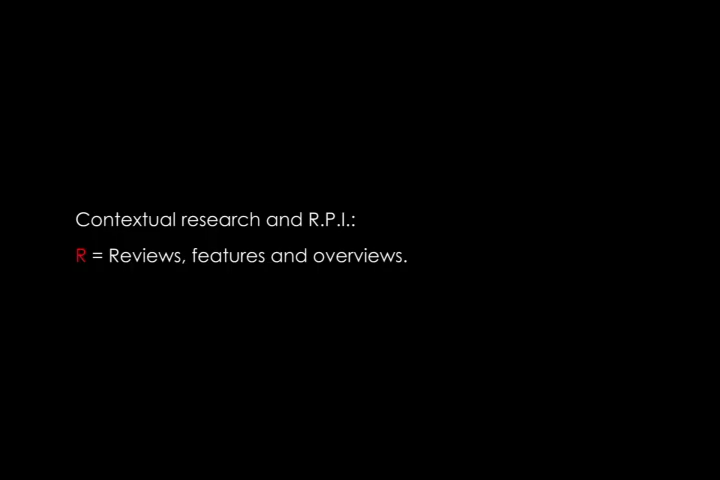 Contextual research and R.P.I.:
R = Reviews, features and overviews.